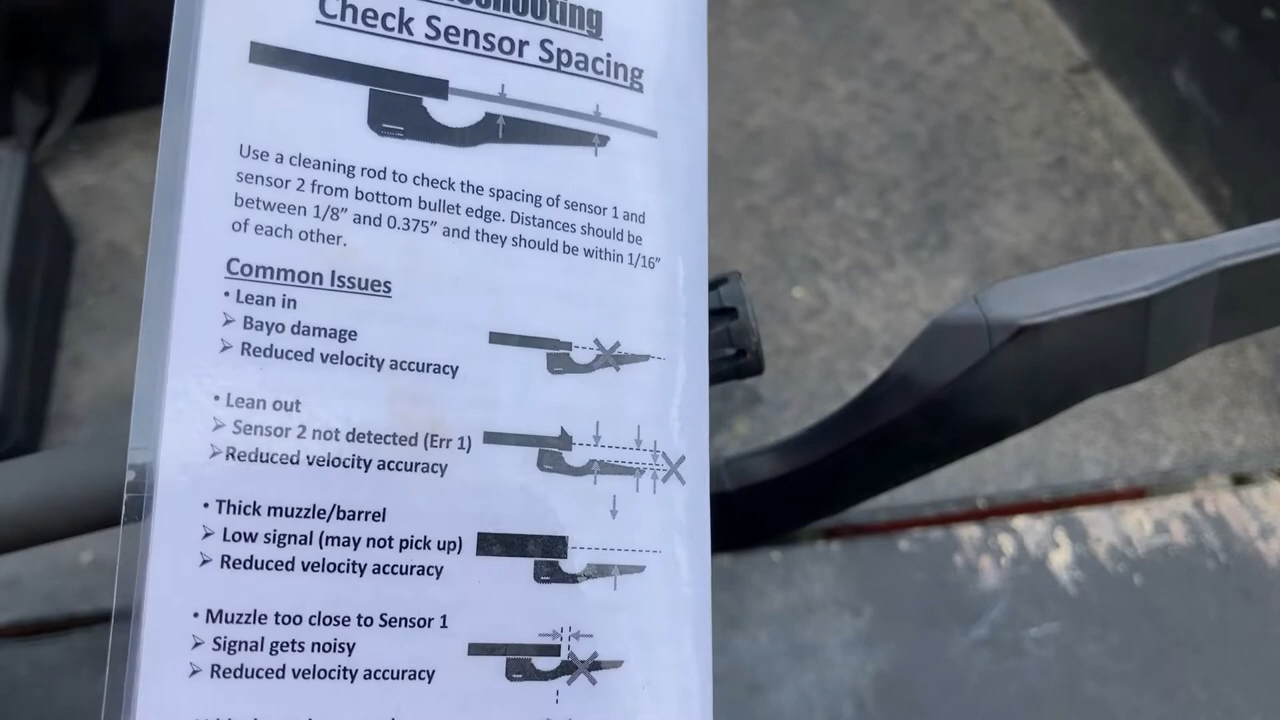 Check Sensor Spacing
Use a cleaning rod to check the spacing of sensor 1 and
sensor 2 from bottom bullet edge. Distances should be
between 1/8” and 0.375” and they should be within 1/16”
of each other.
Common Issues
• Lean in
➢ Bayo damage
➢ Reduced velocity accuracy
• Lean out
➢ Sensor 2 not detected (Err 1)
➢Reduced velocity accuracy
• Thick muzzle/barrel
➢ Low signal (may not pick up)
➢ Reduced velocity accuracy
• Muzzle too close to Sensor 1
➢ Signal gets noisy
➢ Reduced velocity accuracy